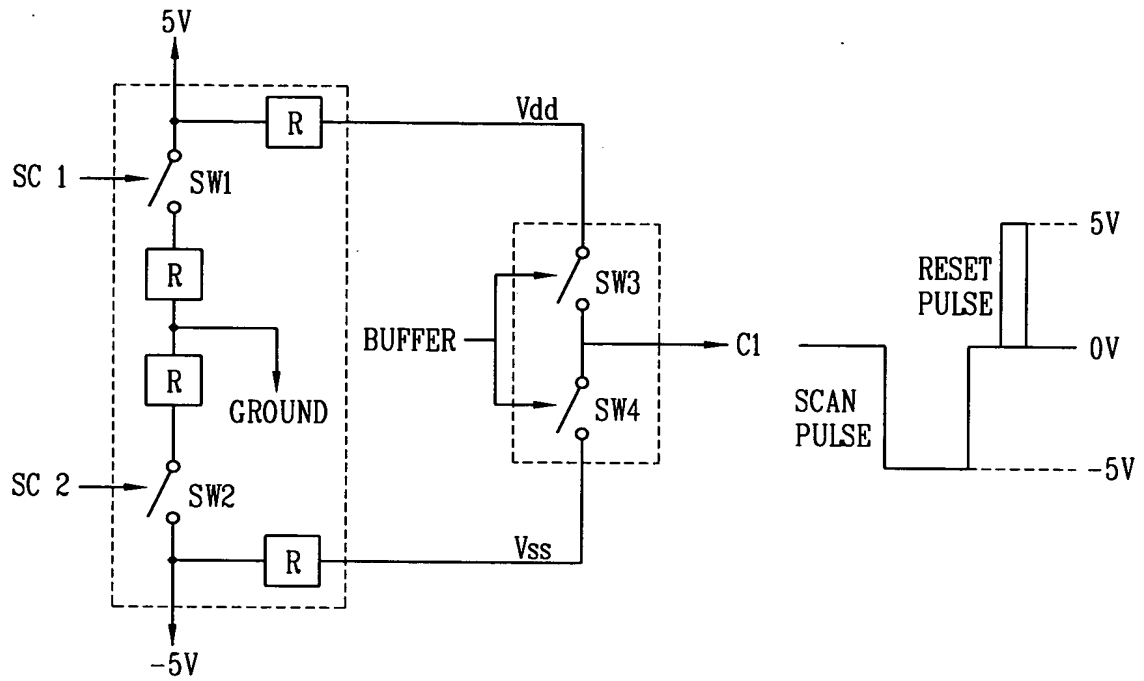 5V
R
Vdd
SC 1
SW1
R
R
GROUND
SC 2
SW2
R
Vss
-5V
BUFFER
SW3
SW4
C1
RESET
PULSE
SCAN
PULSE
5V
0V
-5V